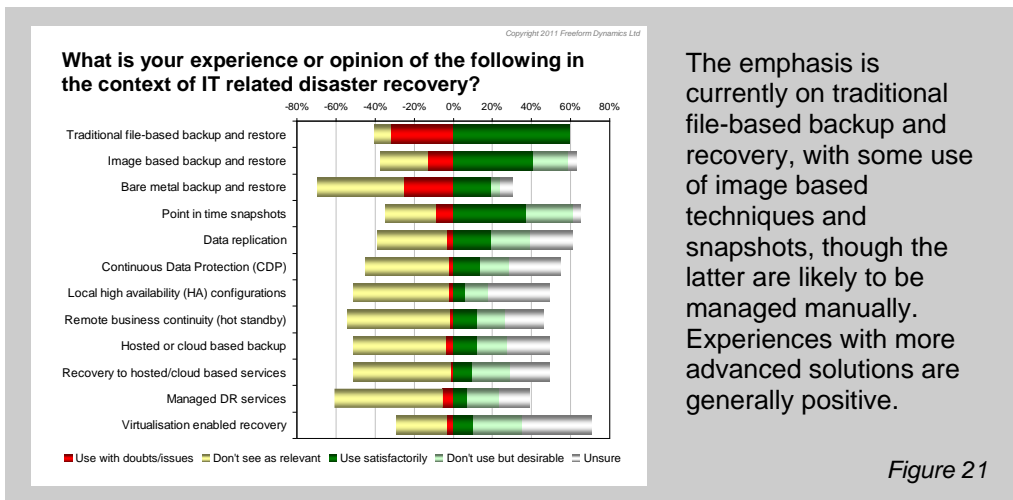 Copyright 2011 Freeform Dynamics Ltd
What is your experience or opinion of the following in
the context of IT related disaster recovery?
-80% -60% -40% -20% 0% 20% 40% 60% 80%
Traditional file-based backup and restore
Image based backup and restore
Bare metal backup and restore
Point in time snapshots
Data replication
Continuous Data Protection (CDP)
Local high availability (HA) configurations
Remote business continuity (hot standby)
Hosted or cloud based backup
Recovery to hosted/cloud based services
Managed DR services
Virtualisation enabled recovery
Use with doubts/issues Don't see as relevant Use satisfactorily Don't use but desirable Unsure
The emphasis is
currently on traditional
file-based backup and
recovery, with some use
of image based
techniques and
snapshots, though the
latter are likely to be
managed manually.
Experiences with more
advanced solutions are
generally positive.
Figure 21